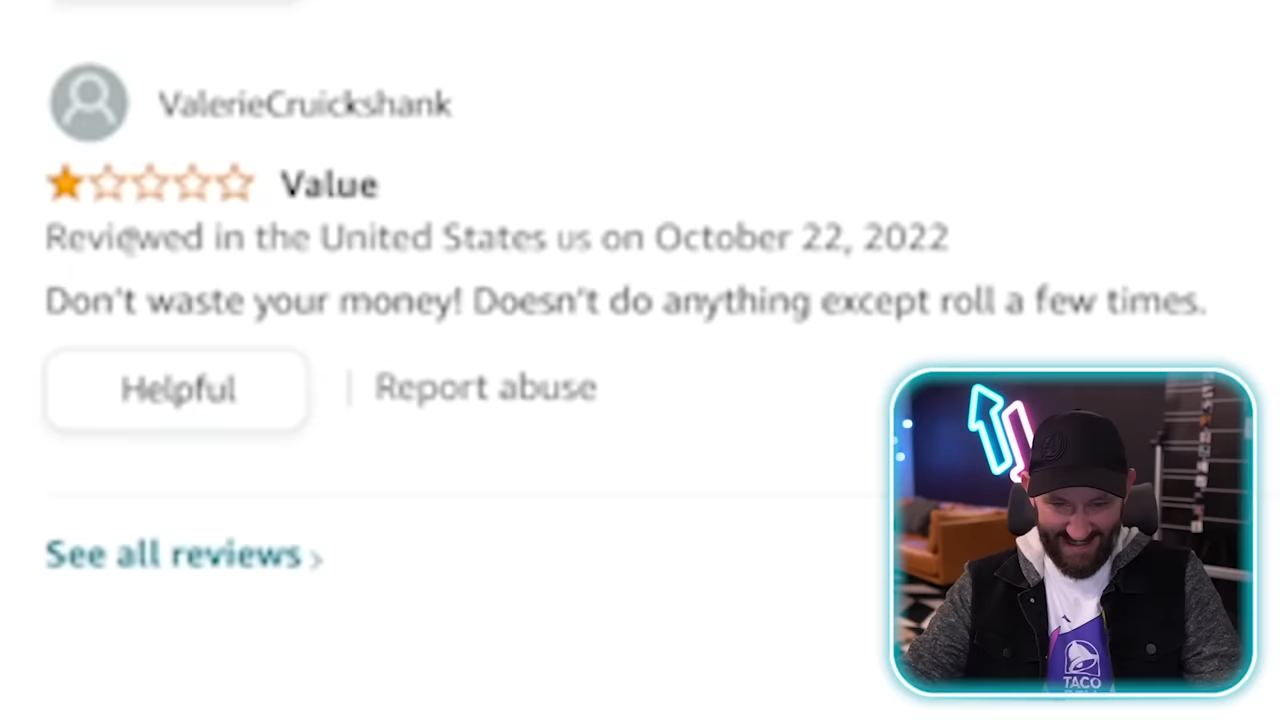 ValerieCruickshank
Value
Reviewed in the United States us on October 22, 2022
Don't waste your money! Doesn't do anything except roll a few times.
Helpful
Report abuse
See all reviews ›
TACO